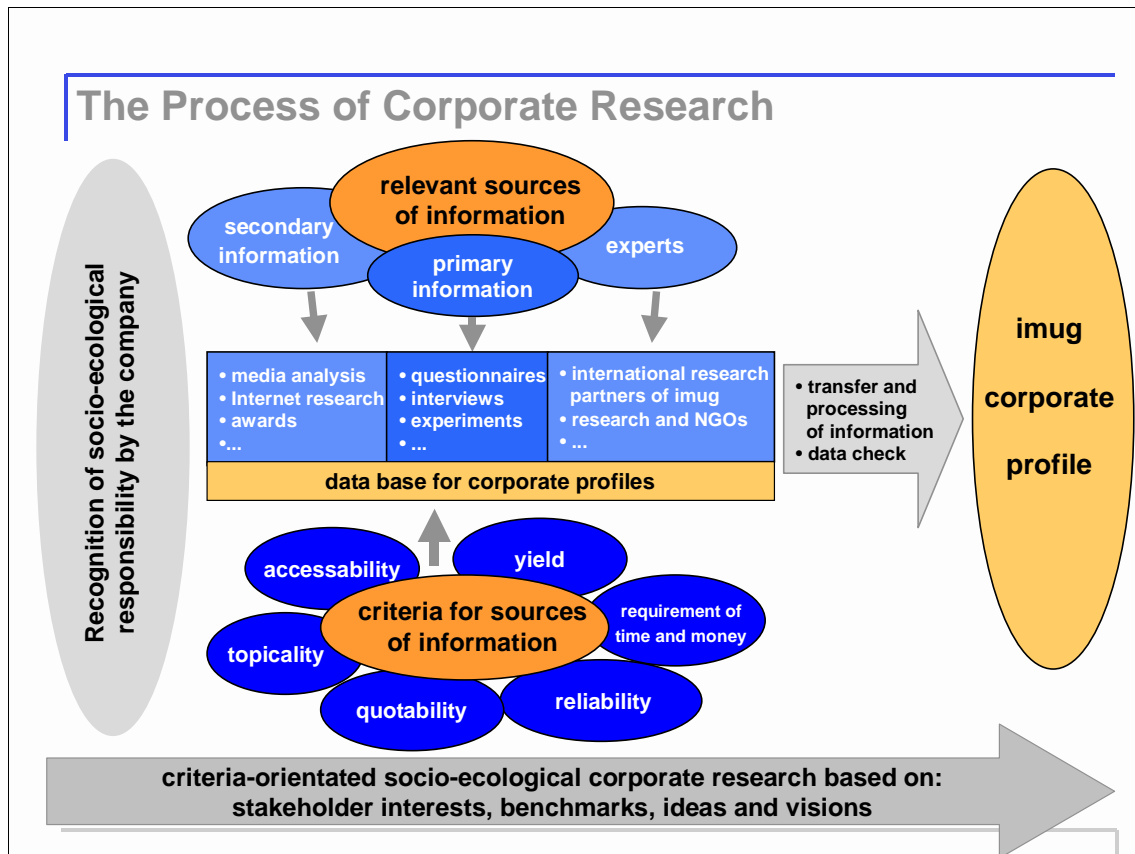 The Process of Corporate Research
Recognition of socio-ecological
responsibility by the company
relevant sources
of information
secondary
information
primary
information
experts
• media analysis
• Internet research
• awards
•...
• questionnaires
• interviews
• experiments
• ...
• international research
partners of imug
• research and NGOs
• ...
data base for corporate profiles
• transfer and
processing
of information
• data check
imug
corporate
profile
accessability
yield
criteria for sources
of information
requirement of
time and money
topicality
quotability
reliability
criteria-orientated socio-ecological corporate research based on:
stakeholder interests, benchmarks, ideas and visions